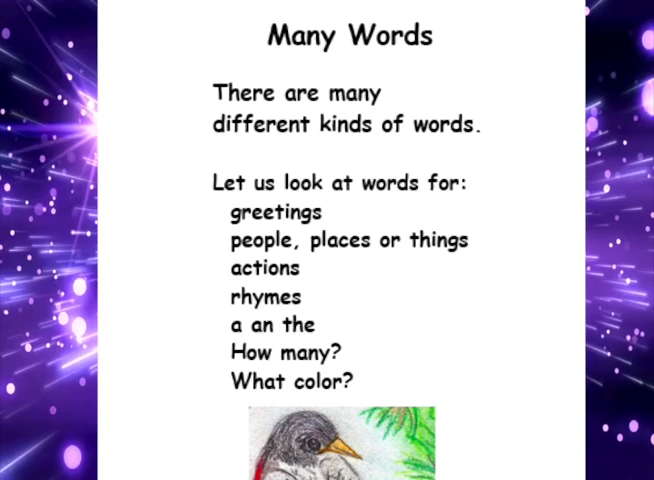 Many Words
There are many
different kinds of words.
Let us look at words for:
greetings
people, places or things
actions
rhymes
a an the
How many?
What color?